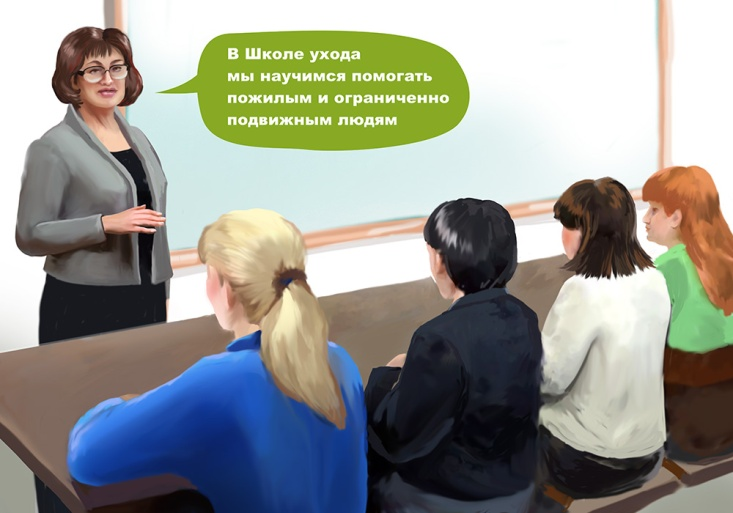 В Школе ухода
мы научимся помогать
пожилым и ограниченно
подвижным людям